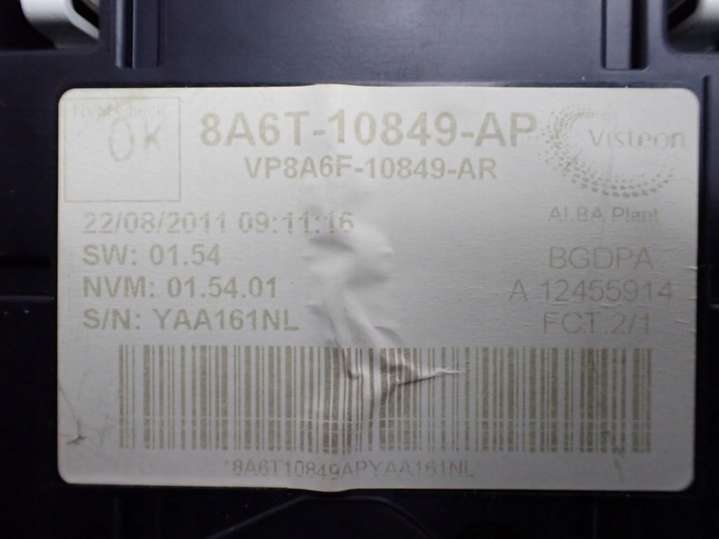 OK
8A6T-10849-AP
Visteon
VP8A6F-10849-AR
22/08/2011 09:11:16
ALBA Plant
SW: 01.54
BGDPA
NVM: 01.54.01
A 12455914
S/N: YAA161NL
FCT.2/1
*8A6T10849APYAA161NL